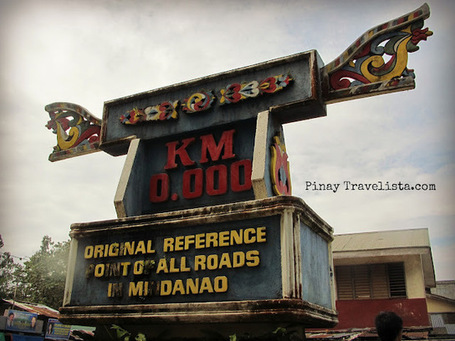 KM
0.000
Pinay Travelista.com
ORIGINAL REFERENCE
POINT OF ALL ROADS
IN MINDANAO